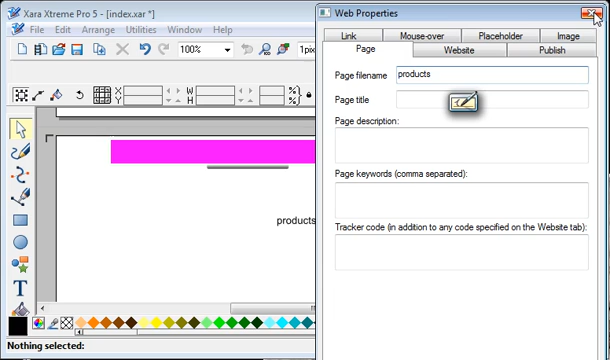 Xara Xtreme Pro 5 - [index.xar *]
File Edit Arrange Utilities Window Help
100%
1pix
X
Y
W
H
%
%
products
Nothing selected:
Web Properties
Link Mouse-over Placeholder Image
Page Website Publish
Page filename products
Page title
Page description:
Page keywords (comma separated):
Tracker code (in addition to any code specified on the Website tab):